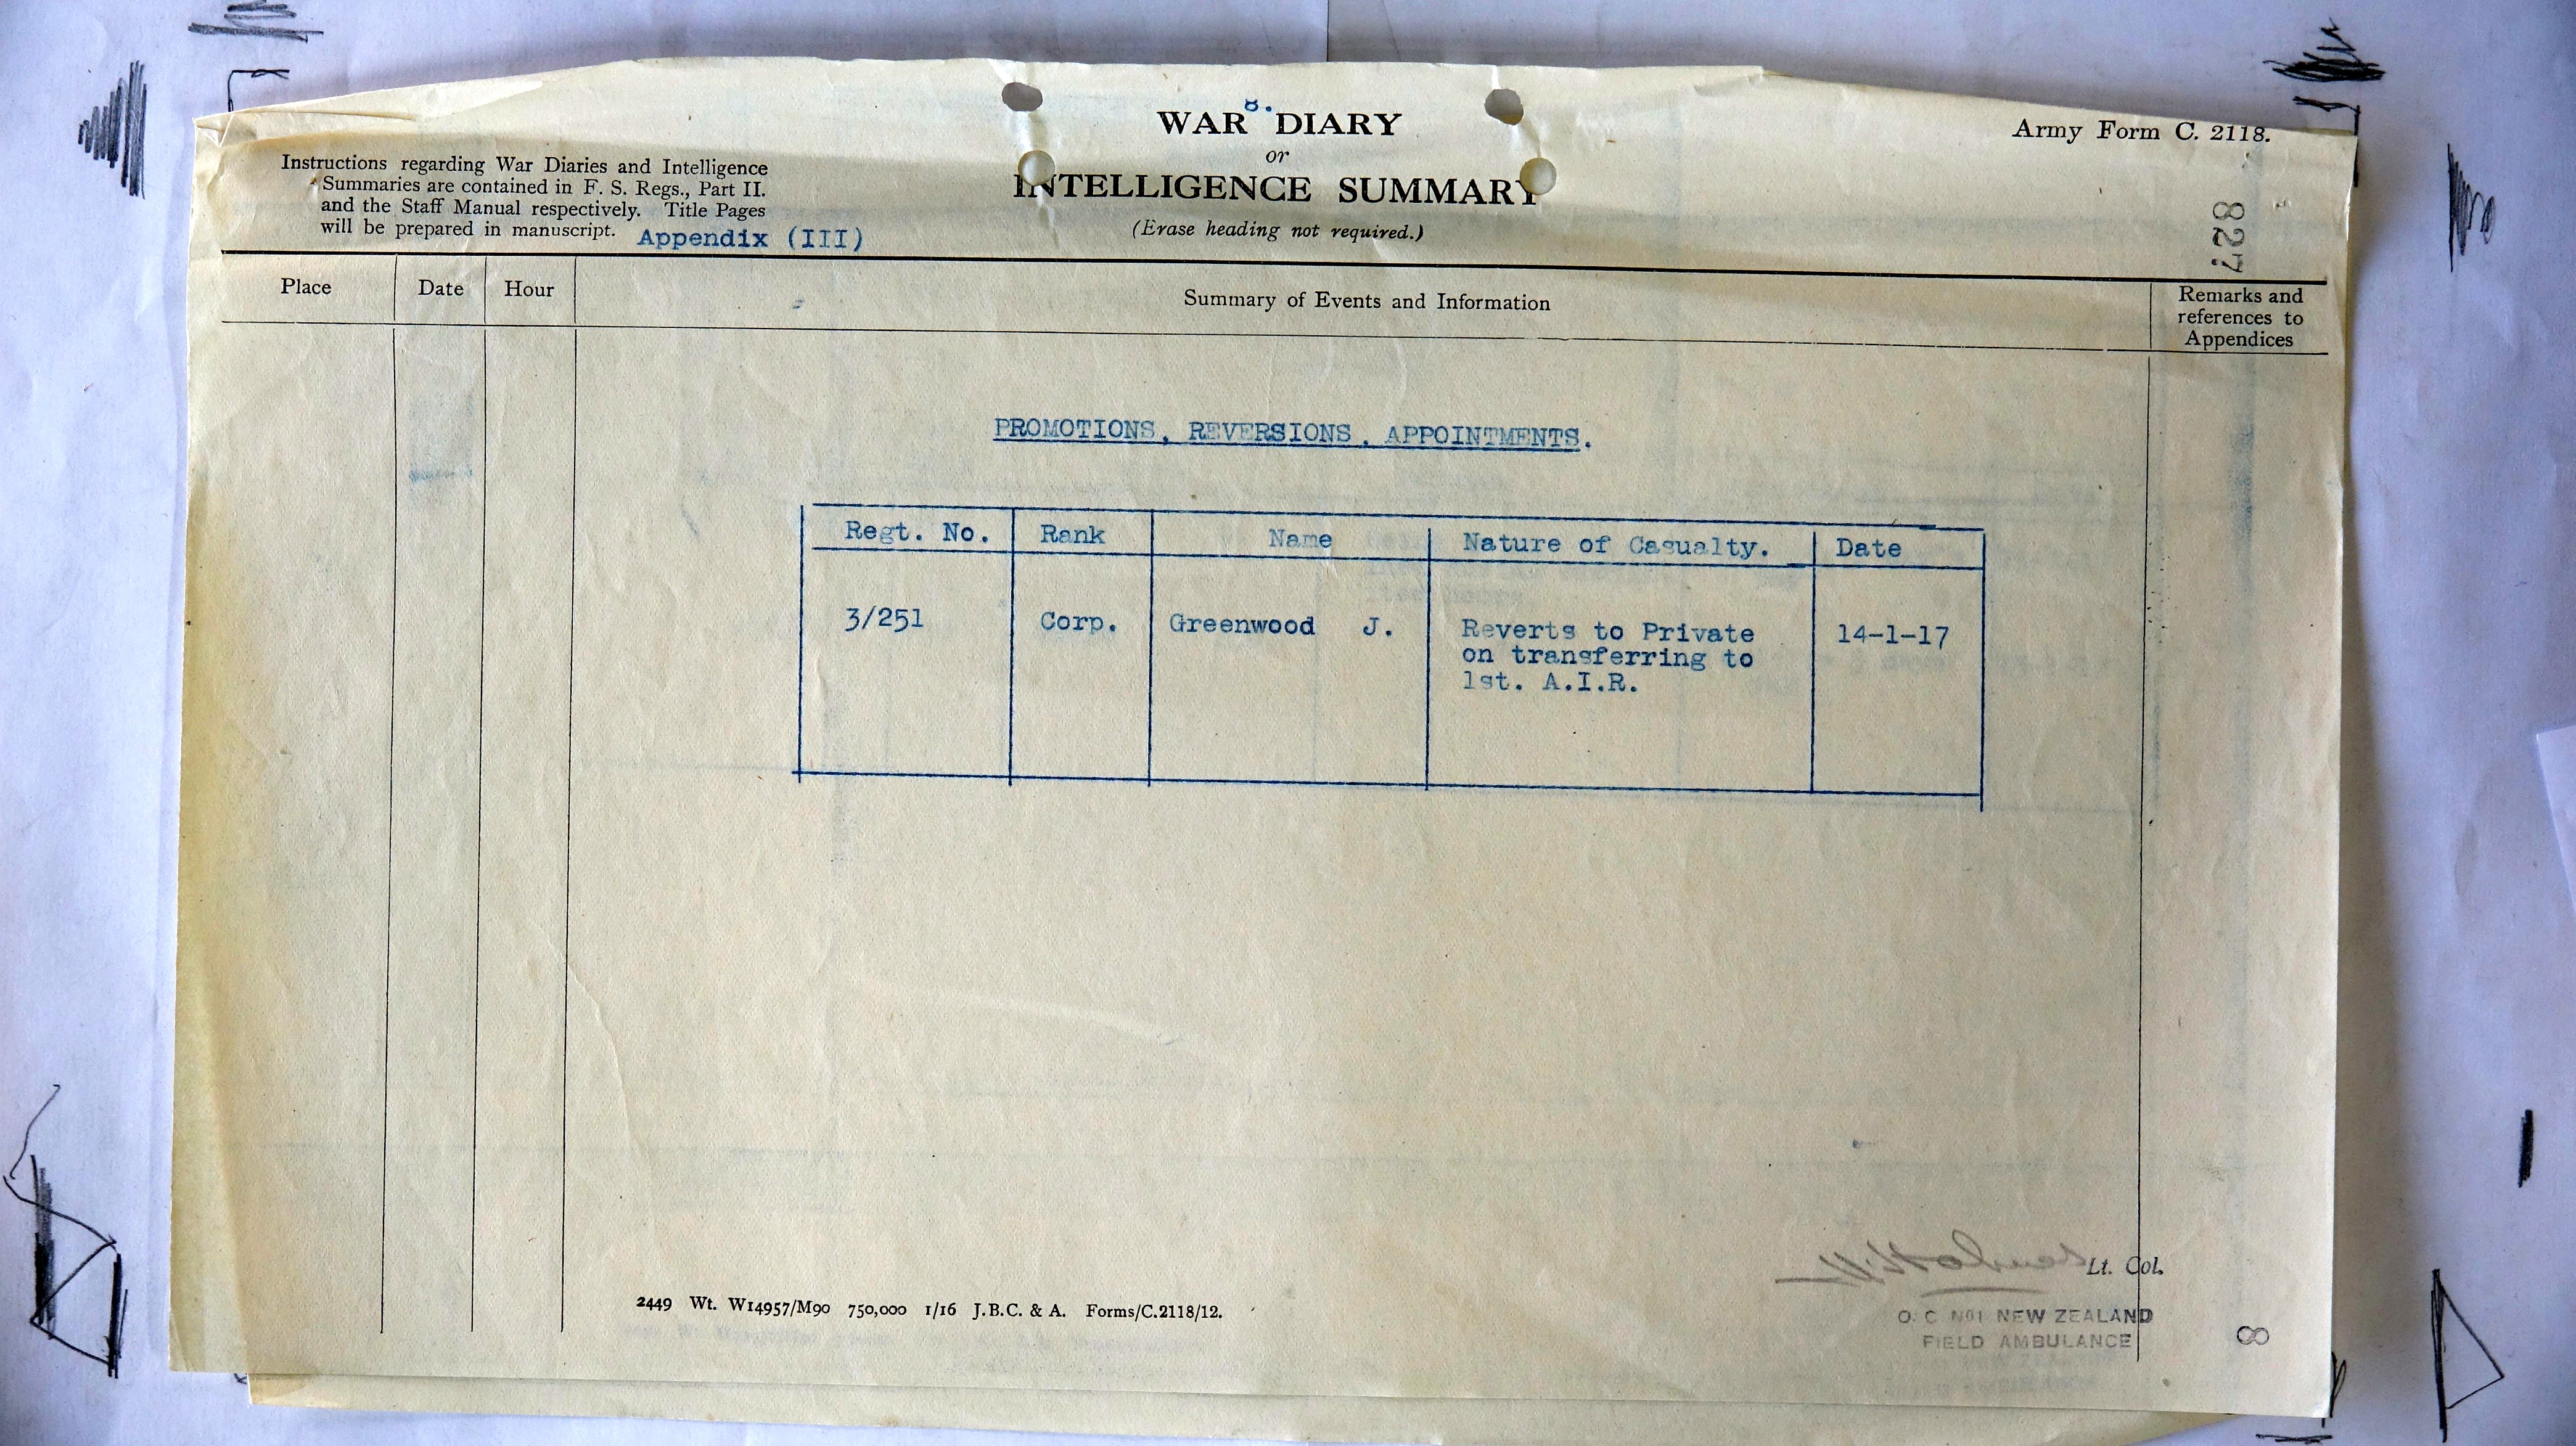 8.
WAR DIARY
or
INTELLIGENCE SUMMARY
(Erase heading not required.)
Army Form C. 2118.
Instructions regarding War Diaries and Intelligence
Summaries are contained in F. S. Regs., Part II.
and the Staff Manual respectively. Title Pages
will be prepared in manuscript.
Appendix (III)
Place Date Hour Summary of Events and Information Remarks and
references to
Appendices
PROMOTIONS, REVERSIONS, APPOINTMENTS.
Regt. No. Rank Name Nature of Casualty. Date
3/251 Corp. Greenwood J. Reverts to Private 14-1-17
on transferring to
1st. A.I.R.
Lt. Col.
O. C No1 NEW ZEALAND
FIELD AMBULANCE
2449 Wt. W14957/M90 750,000 1/16 J.B.C. & A. Forms/C.2118/12.
8